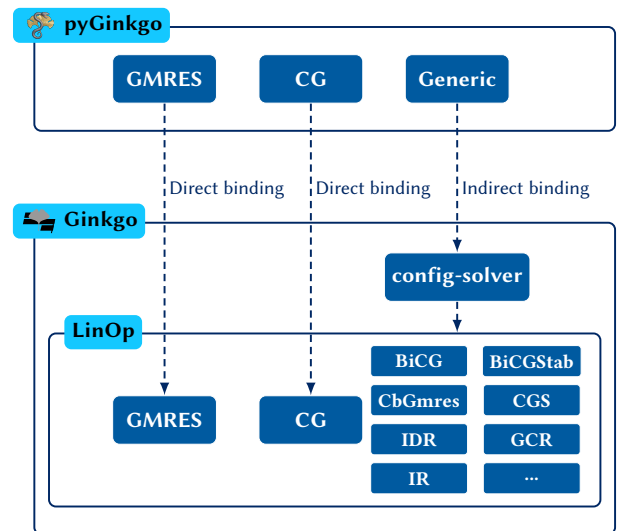 pyGinkgo
GMRES CG Generic
Direct binding Direct binding Indirect binding
Ginkgo
config-solver
LinOp
BiCG BiCGStab
CbGmres CGS
GMRES CG
IDR GCR
IR ...